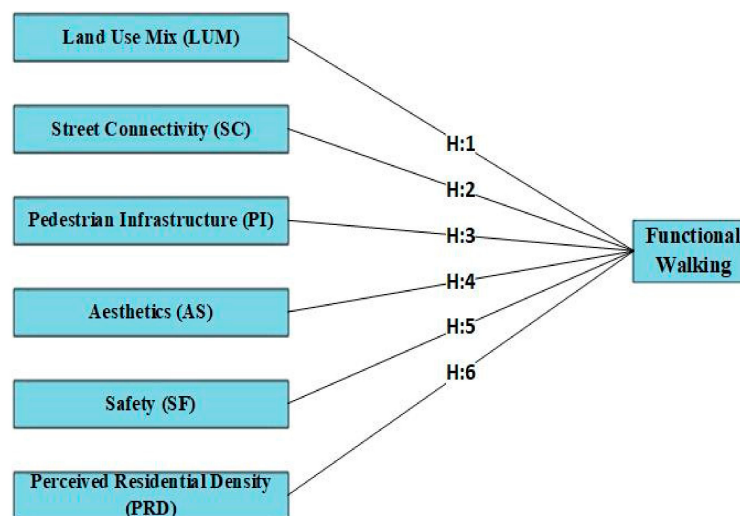 Land Use Mix (LUM)
Street Connectivity (SC)
Pedestrian Infrastructure (PI)
Aesthetics (AS)
Safety (SF)
Perceived Residential Density
(PRD)
H:1
H:2
H:3
H:4
H:5
H:6
Functional
Walking